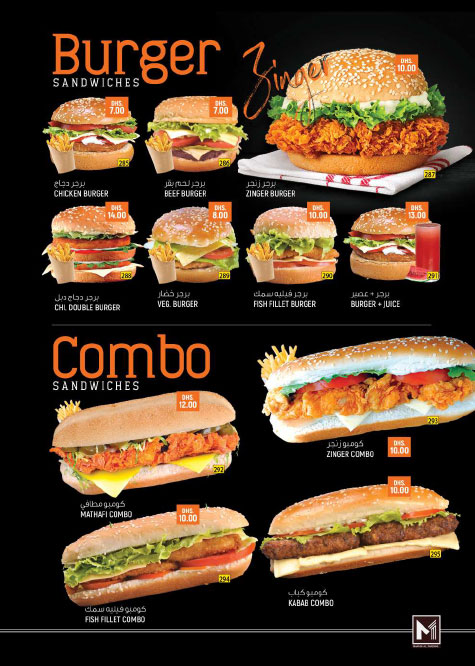 Burger
SANDWICHES
Zinger
DHS.
10.00
287
برجر زنجر
ZINGER BURGER
DHS.
7.00
285
برجر دجاج
CHICKEN BURGER
DHS.
7.00
286
برجر لحم بقر
BEEF BURGER
DHS.
14.00
288
برجر دجاج دبل
CHI. DOUBLE BURGER
DHS.
8.00
289
برجر خضار
VEG. BURGER
DHS.
10.00
290
برجر فيليه سمك
FISH FILLET BURGER
DHS.
13.00
291
برجر + عصير
BURGER + JUICE
Combo
SANDWICHES
DHS.
12.00
292
كومبو مطافي
MATHAFI COMBO
293
كومبو زنجر
ZINGER COMBO
DHS.
10.00
DHS.
10.00
294
كومبو فيليه سمك
FISH FILLET COMBO
DHS.
10.00
295
كومبو كباب
KABAB COMBO